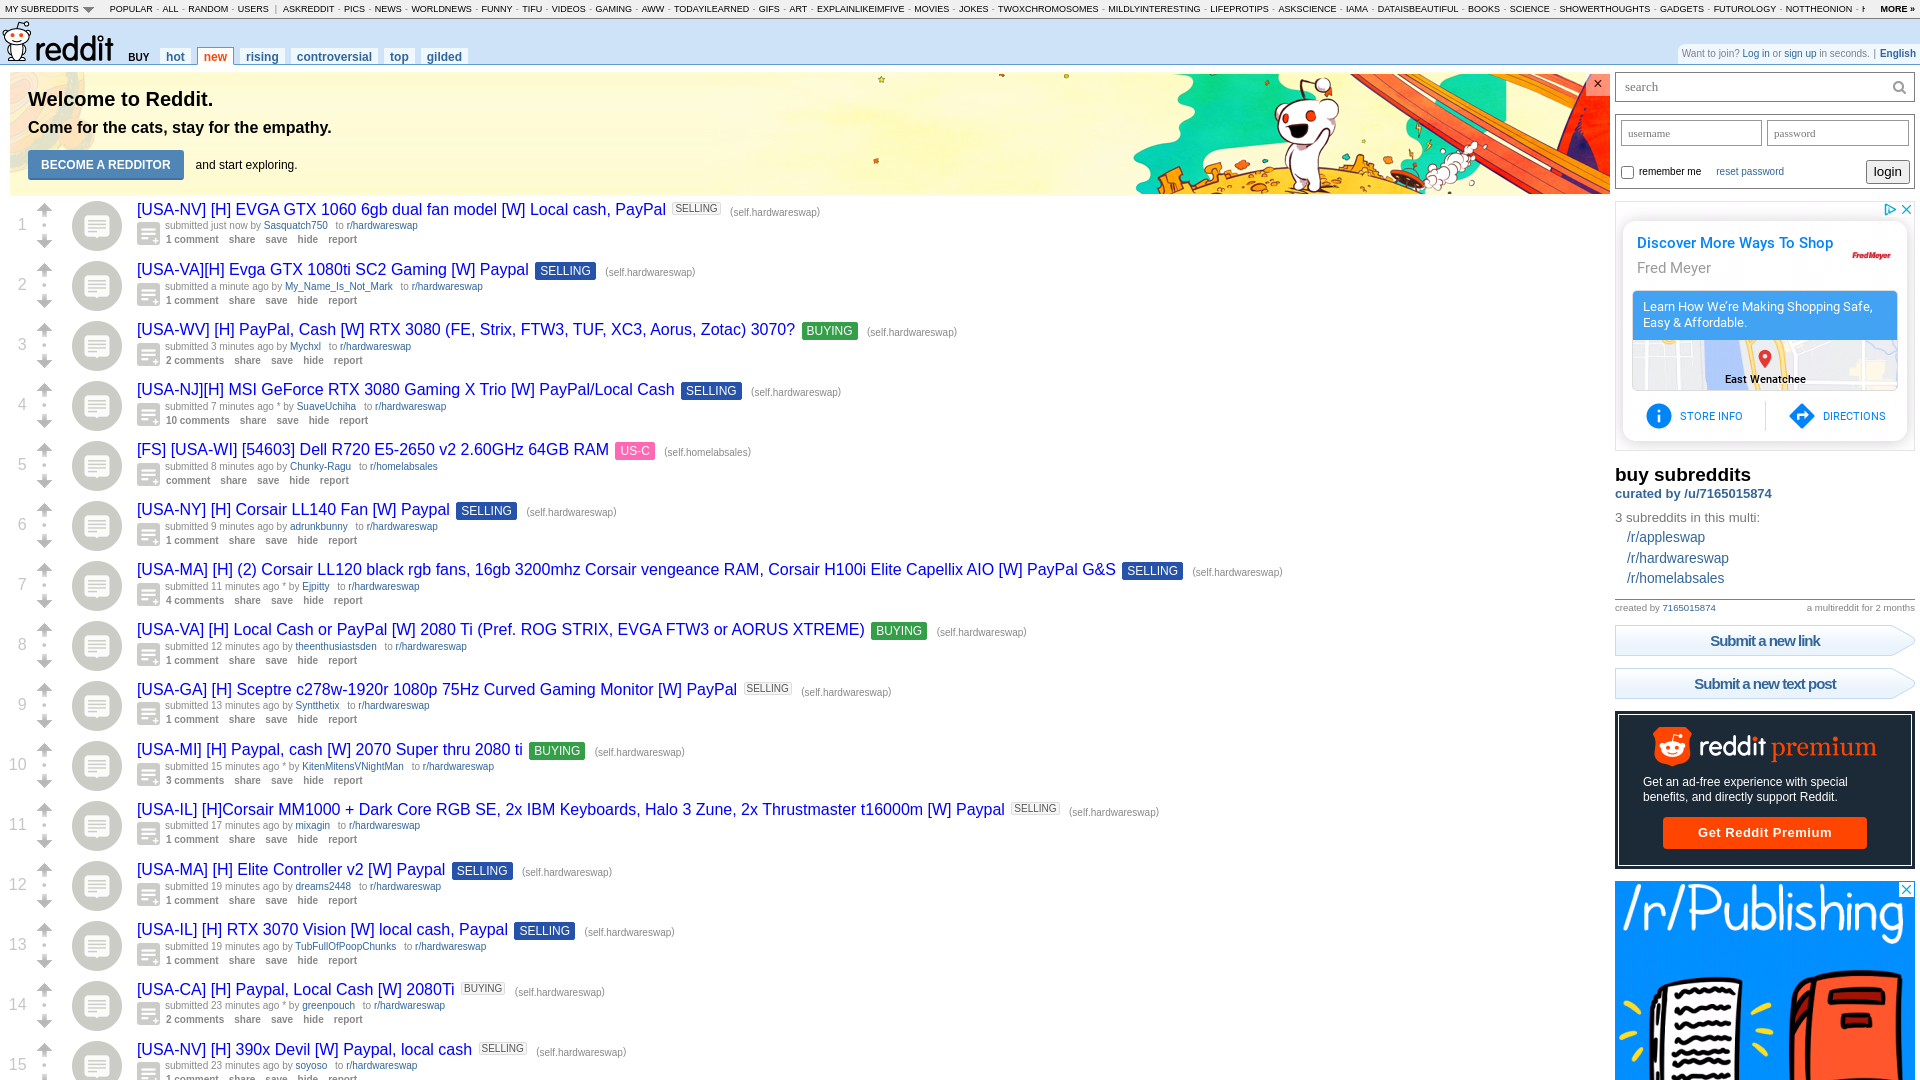 MY SUBREDDITS POPULAR - ALL - RANDOM - USERS | ASKREDDIT - PICS - NEWS - WORLDNEWS - FUNNY - TIFU - VIDEOS - GAMING - AWW - TODAYILEARNED - GIFS - ART - EXPLAINLIKEIMFIVE - MOVIES - JOKES - TWOXCHROMOSOMES - MILDLYINTERESTING - LIFEPROTIPS - ASKSCIENCE - IAMA - DATAISBEAUTIFUL - BOOKS - SCIENCE - SHOWERTHOUGHTS - GADGETS - FUTUROLOGY - NOTTHEONION - MORE »
reddit BUY hot new rising controversial top gilded
Want to join? Log in or sign up in seconds. | English
Welcome to Reddit.
Come for the cats, stay for the empathy.
BECOME A REDDITOR and start exploring.
×
1
[USA-NV] [H] EVGA GTX 1060 6gb dual fan model [W] Local cash, PayPal SELLING (self.hardwareswap)
submitted just now by Sasquatch750 to r/hardwareswap
1 comment share save hide report
2
[USA-VA][H] Evga GTX 1080ti SC2 Gaming [W] Paypal SELLING (self.hardwareswap)
submitted a minute ago by My_Name_Is_Not_Mark to r/hardwareswap
1 comment share save hide report
3
[USA-WV] [H] PayPal, Cash [W] RTX 3080 (FE, Strix, FTW3, TUF, XC3, Aorus, Zotac) 3070? BUYING (self.hardwareswap)
submitted 3 minutes ago by Mychxl to r/hardwareswap
2 comments share save hide report
4
[USA-NJ][H] MSI GeForce RTX 3080 Gaming X Trio [W] PayPal/Local Cash SELLING (self.hardwareswap)
submitted 7 minutes ago * by SuaveUchiha to r/hardwareswap
10 comments share save hide report
5
[FS] [USA-WI] [54603] Dell R720 E5-2650 v2 2.60GHz 64GB RAM US-C (self.homelabsales)
submitted 8 minutes ago by Chunky-Ragu to r/homelabsales
comment share save hide report
6
[USA-NY] [H] Corsair LL140 Fan [W] Paypal SELLING (self.hardwareswap)
submitted 9 minutes ago by adrunkbunny to r/hardwareswap
1 comment share save hide report
7
[USA-MA] [H] (2) Corsair LL120 black rgb fans, 16gb 3200mhz Corsair vengeance RAM, Corsair H100i Elite Capellix AIO [W] PayPal G&S SELLING (self.hardwareswap)
submitted 11 minutes ago * by Ejpitty to r/hardwareswap
4 comments share save hide report
8
[USA-VA] [H] Local Cash or PayPal [W] 2080 Ti (Pref. ROG STRIX, EVGA FTW3 or AORUS XTREME) BUYING (self.hardwareswap)
submitted 12 minutes ago by theenthusiastsden to r/hardwareswap
1 comment share save hide report
9
[USA-GA] [H] Sceptre c278w-1920r 1080p 75Hz Curved Gaming Monitor [W] PayPal SELLING (self.hardwareswap)
submitted 13 minutes ago by Syntthetix to r/hardwareswap
1 comment share save hide report
10
[USA-MI] [H] Paypal, cash [W] 2070 Super thru 2080 ti BUYING (self.hardwareswap)
submitted 15 minutes ago * by KitenMitensVNightMan to r/hardwareswap
3 comments share save hide report
11
[USA-IL] [H]Corsair MM1000 + Dark Core RGB SE, 2x IBM Keyboards, Halo 3 Zune, 2x Thrustmaster t16000m [W] Paypal SELLING (self.hardwareswap)
submitted 17 minutes ago by mixagin to r/hardwareswap
1 comment share save hide report
12
[USA-MA] [H] Elite Controller v2 [W] Paypal SELLING (self.hardwareswap)
submitted 19 minutes ago by dreams2448 to r/hardwareswap
1 comment share save hide report
13
[USA-IL] [H] RTX 3070 Vision [W] local cash, Paypal SELLING (self.hardwareswap)
submitted 19 minutes ago by TubFullOfPoopChunks to r/hardwareswap
1 comment share save hide report
14
[USA-CA] [H] Paypal, Local Cash [W] 2080Ti BUYING (self.hardwareswap)
submitted 23 minutes ago * by greenpouch to r/hardwareswap
2 comments share save hide report
15
[USA-NV] [H] 390x Devil [W] Paypal, local cash SELLING (self.hardwareswap)
submitted 23 minutes ago by soyoso to r/hardwareswap
1 comment share save hide report
search
username password
remember me reset password login
Discover More Ways To Shop
Fred Meyer
Fred Meyer
Learn How We're Making Shopping Safe,
Easy & Affordable.
East Wenatchee
STORE INFO DIRECTIONS
buy subreddits
curated by /u/7165015874
3 subreddits in this multi:
/r/appleswap
/r/hardwareswap
/r/homelabsales
created by 7165015874 a multireddit for 2 months
Submit a new link
Submit a new text post
reddit premium
Get an ad-free experience with special
benefits, and directly support Reddit.
Get Reddit Premium
/r/Publishing